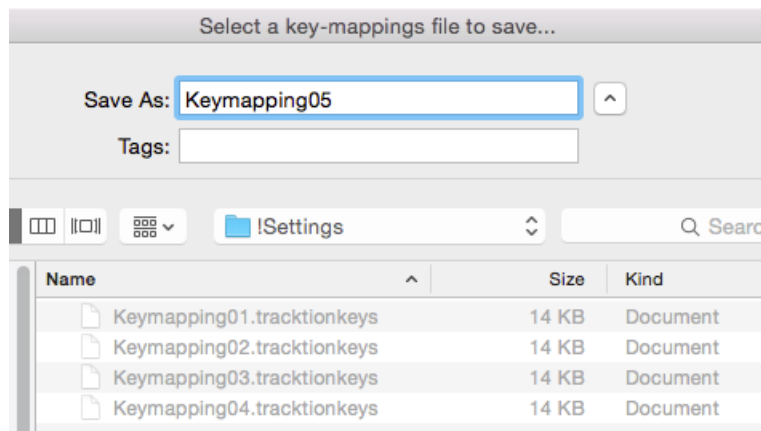 Select a key-mappings file to save...
Save As: Keymapping05
Tags:
!Settings
Name Size Kind
Keymapping01.tracktionkeys 14 KB Document
Keymapping02.tracktionkeys 14 KB Document
Keymapping03.tracktionkeys 14 KB Document
Keymapping04.tracktionkeys 14 KB Document